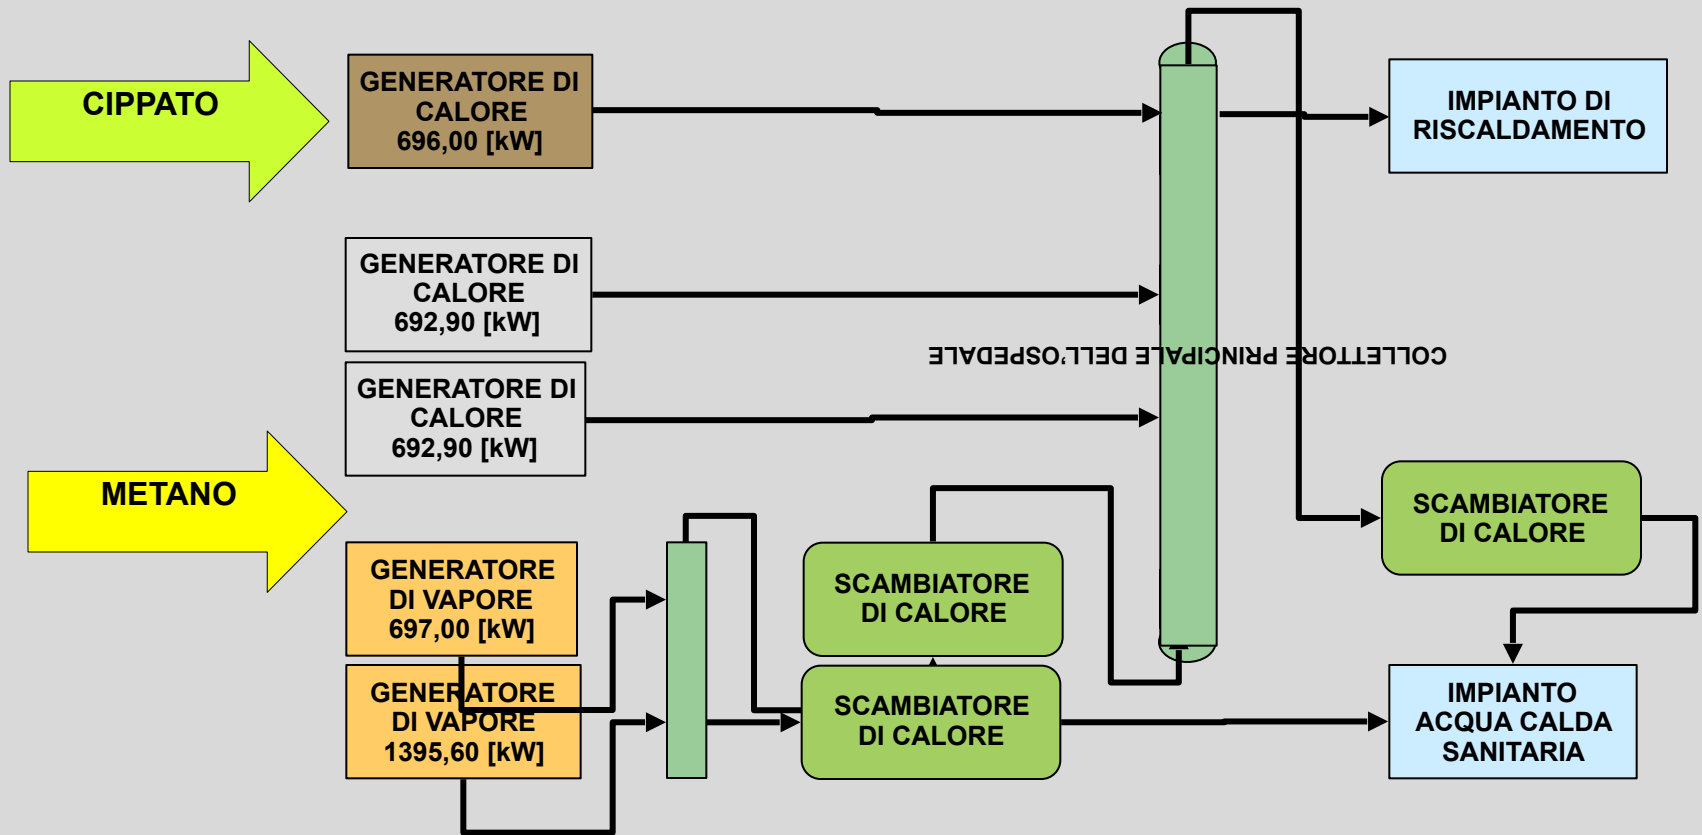 CIPPATO
GENERATORE DI
CALORE
696,00 [kW]
IMPIANTO DI
RISCALDAMENTO
GENERATORE DI
CALORE
692,90 [kW]
COLLETTORE PRINCIPALE DELL'OSPEDALE
GENERATORE DI
CALORE
692,90 [kW]
METANO
SCAMBIATORE
DI CALORE
GENERATORE
DI VAPORE
697,00 [kW]
SCAMBIATORE
DI CALORE
GENERATORE
DI VAPORE
1395,60 [kW]
SCAMBIATORE
DI CALORE
IMPIANTO
ACQUA CALDA
SANITARIA